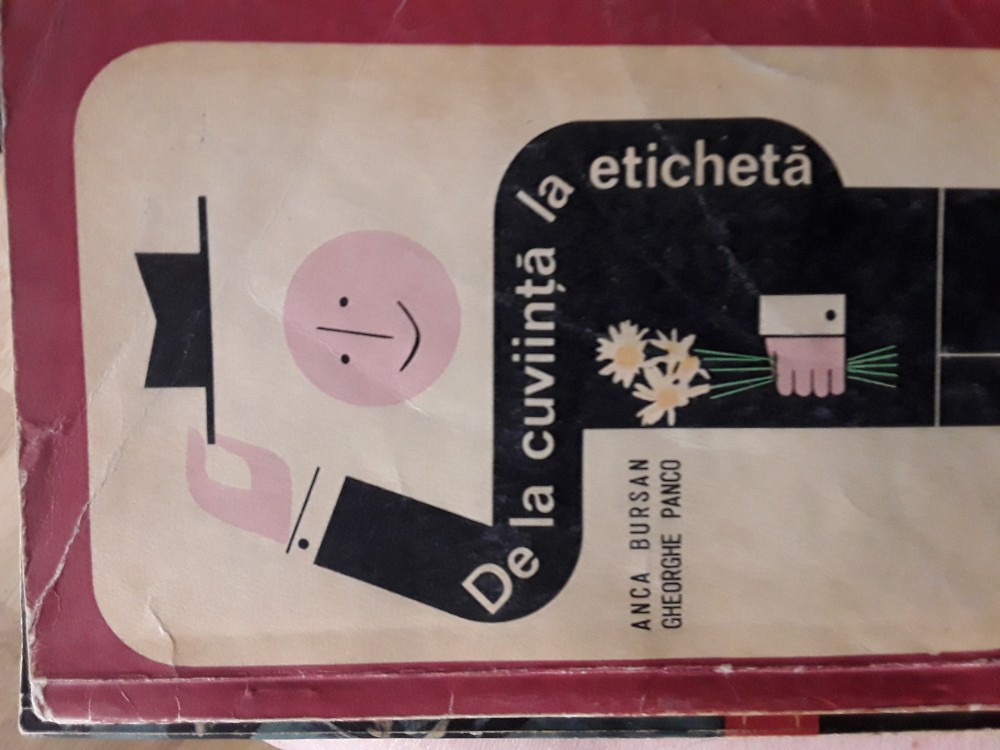 De la cuviință la etichetă
ANCA BURSAN
GHEORGHE PANCO